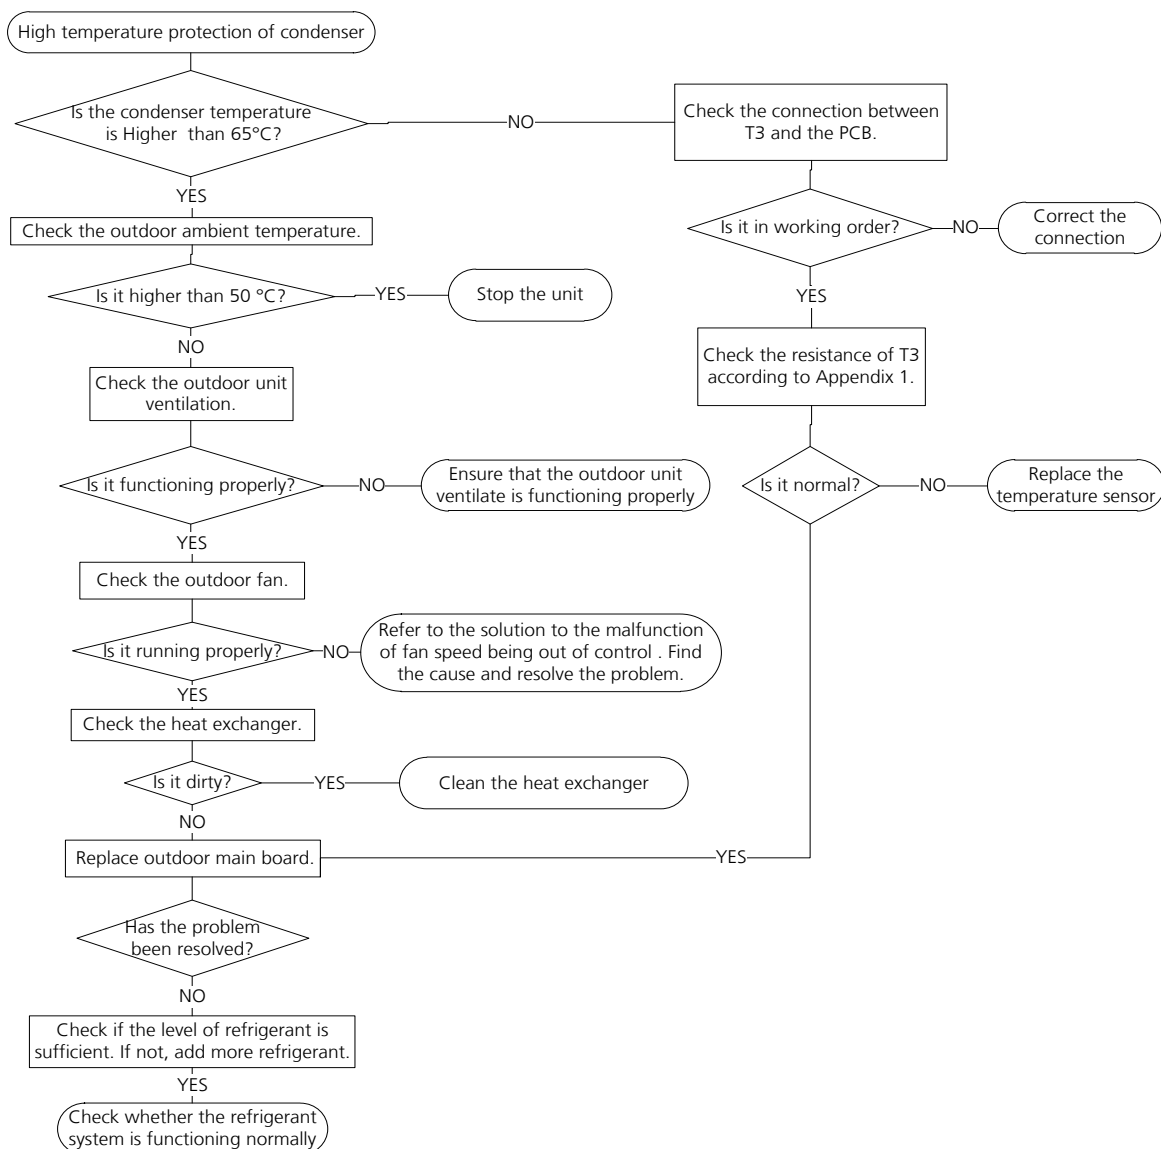 High temperature protection of condenser
Is the condenser temperature
is Higher than 65°C?
NO
Check the connection between
T3 and the PCB.
YES
Check the outdoor ambient temperature.
Is it in working order?
NO
Correct the
connection
Is it higher than 50 °C?
YES
Stop the unit
YES
NO
Check the outdoor unit
ventilation.
Check the resistance of T3
according to Appendix 1.
Is it functioning properly?
NO
Ensure that the outdoor unit
ventilate is functioning properly
Is it normal?
NO
Replace the
temperature sensor
YES
Check the outdoor fan.
Is it running properly?
NO
Refer to the solution to the malfunction
of fan speed being out of control . Find
the cause and resolve the problem.
YES
Check the heat exchanger.
Is it dirty?
YES
Clean the heat exchanger
NO
Replace outdoor main board.
YES
Has the problem
been resolved?
NO
Check if the level of refrigerant is
sufficient. If not, add more refrigerant.
YES
Check whether the refrigerant
system is functioning normally